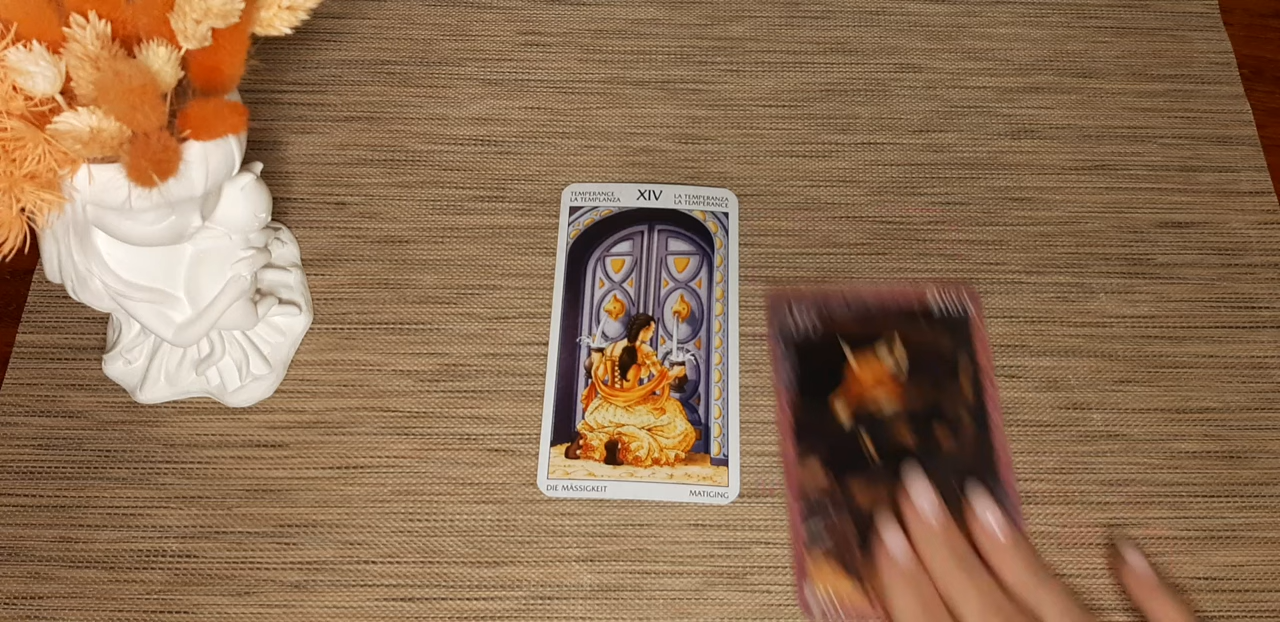 TEMPERANCE
LA TEMPLANZA
XIV
LA TEMPERANZA
LA TEMPÉRANCE
DIE MÄSSIGKEIT
MATIGING